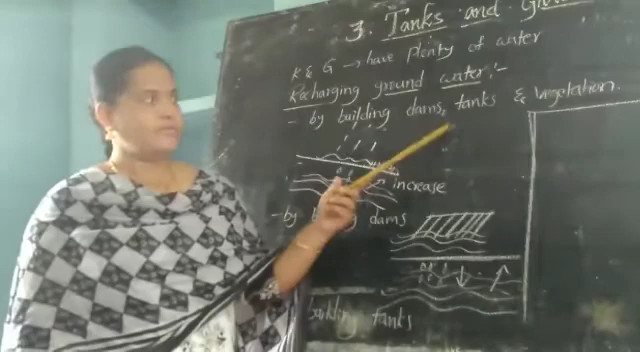 3. Tanks and
K & G → have plenty of water
Recharging ground water:-
- by building dams, tanks & vegetation.
increase
- by dams
tanks